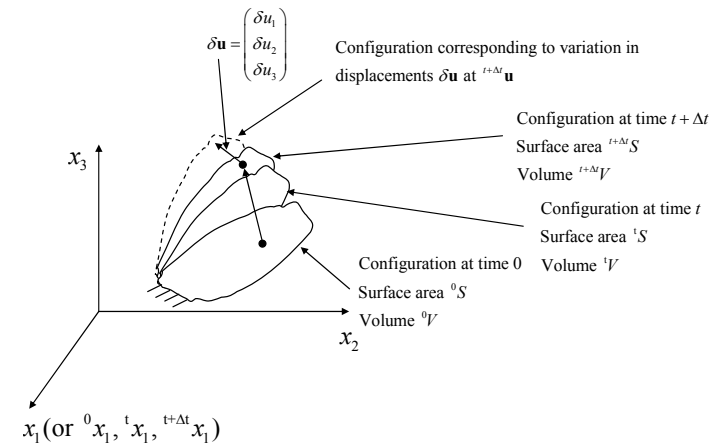 δu = (δu₁
δu₂
δu₃)
Configuration corresponding to variation in
displacements δu at ᵗ⁺Δᵗu
Configuration at time t + Δt
Surface area ᵗ⁺ΔᵗS
Volume ᵗ⁺ΔᵗV
x₃
Configuration at time t
Surface area ᵗS
Volume ᵗV
Configuration at time 0
Surface area ⁰S
Volume ⁰V
x₂
x₁(or ⁰x₁, ᵗx₁, ᵗ⁺Δᵗx₁)